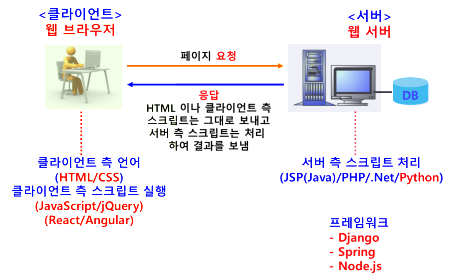 <클라이언트>
웹 브라우저
<서버>
웹 서버
페이지 요청
응답
HTML 이나 클라이언트 측
스크립트는 그대로 보내고
서버 측 스크립트는 처리
하여 결과를 보냄
DB
클라이언트 측 언어
(HTML/CSS)
클라이언트 측 스크립트 실행
(JavaScript/jQuery)
(React/Angular)
서버 측 스크립트 처리
(JSP(Java)/PHP/.Net/Python)
프레임워크
- Django
- Spring
- Node.js